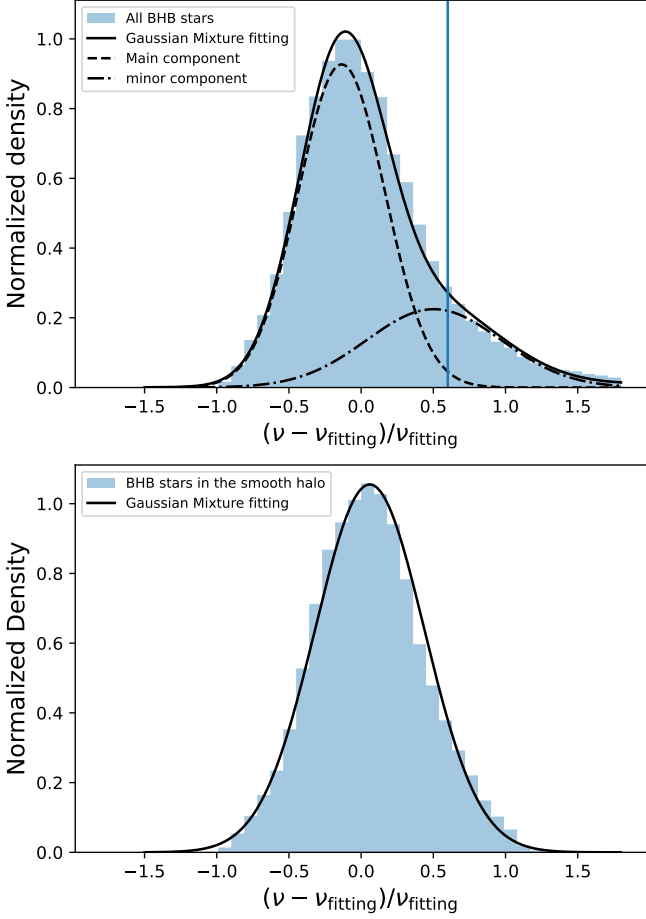 All BHB stars
Gaussian Mixture fitting
Main component
minor component
Normalized density
1.0
0.8
0.6
0.4
0.2
0.0
−1.5 −1.0 −0.5 0.0 0.5 1.0 1.5
(ν − ν_fitting)/ν_fitting
BHB stars in the smooth halo
Gaussian Mixture fitting
Normalized Density
1.0
0.8
0.6
0.4
0.2
0.0
−1.5 −1.0 −0.5 0.0 0.5 1.0 1.5
(ν − ν_fitting)/ν_fitting